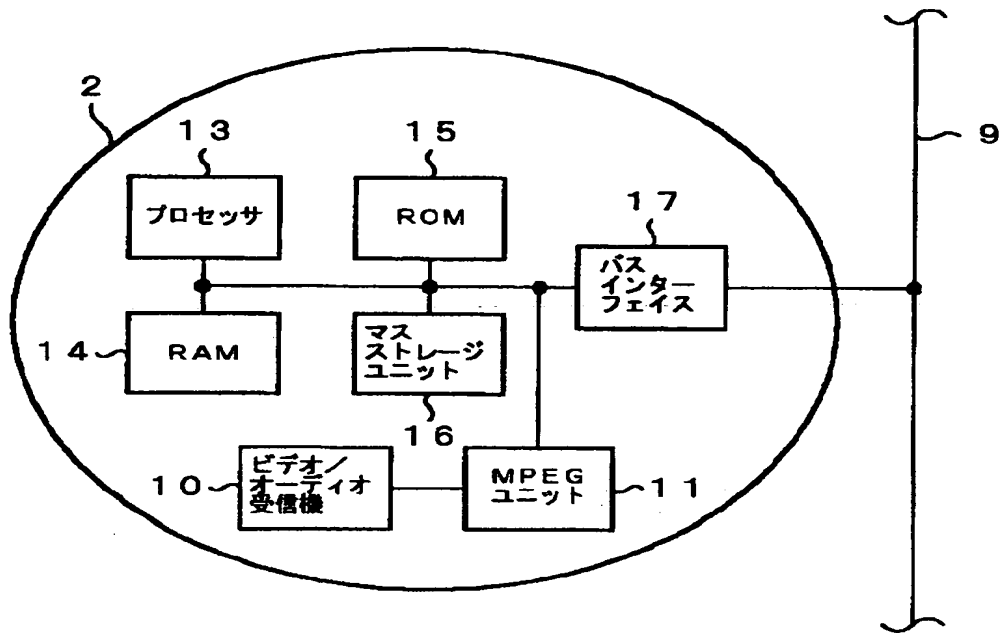 2
13
15
9
プロセッサ
ROM
17
バス
インター
フェイス
14
RAM
マス
ストレージ
ユニット
16
10
ビデオ/
オーディオ
受信機
MPEG
ユニット
11